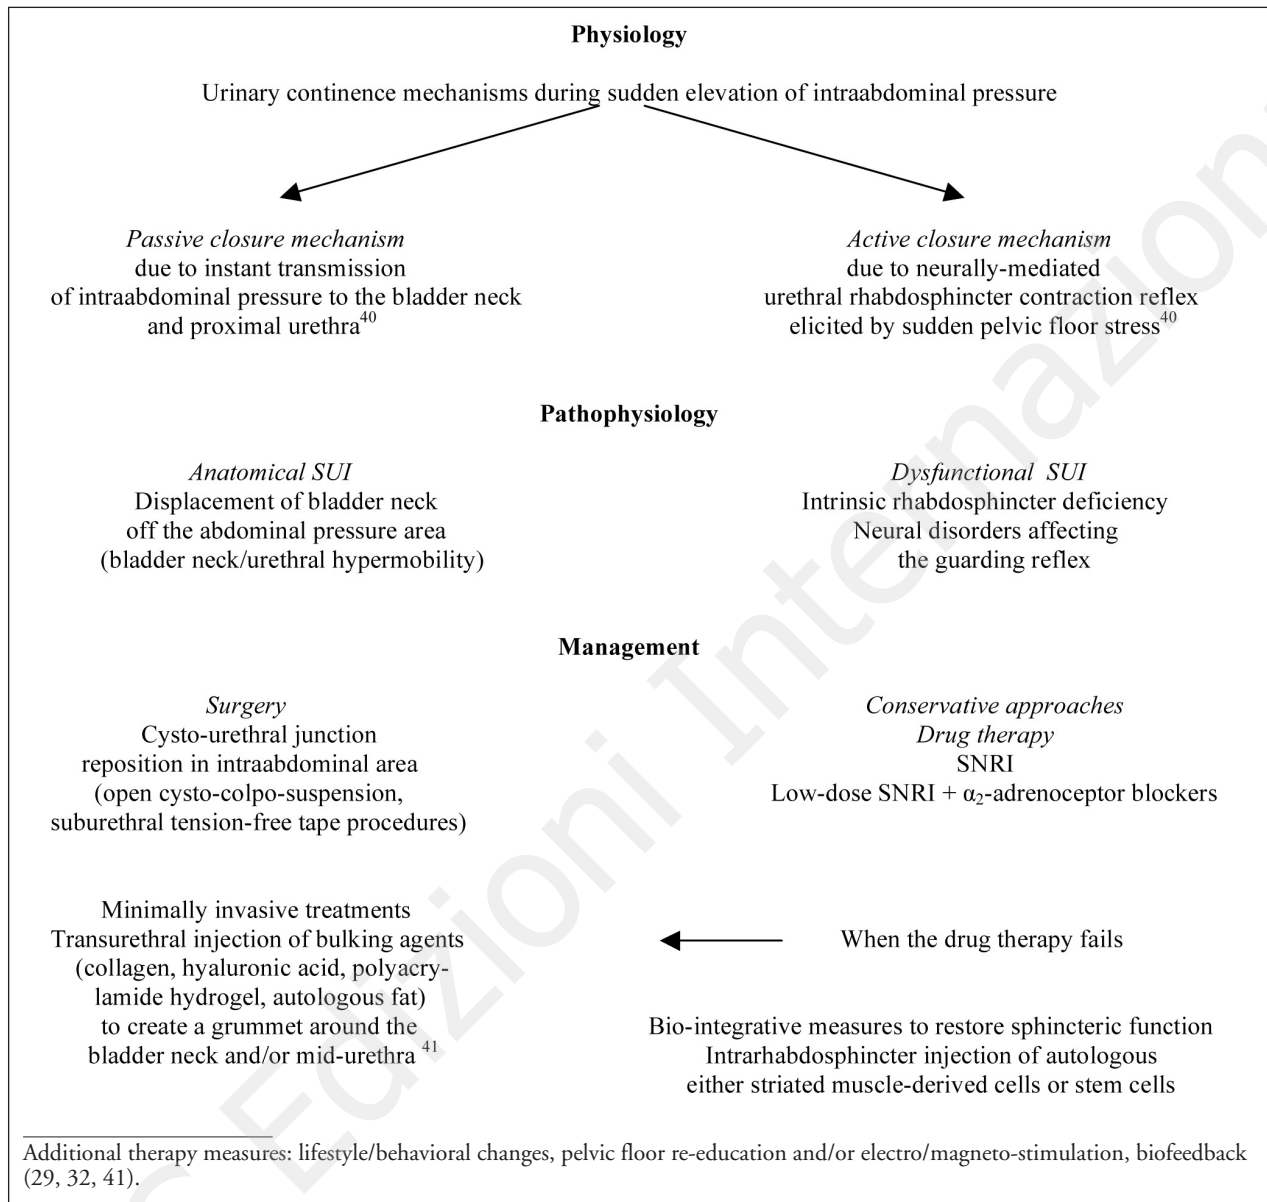 Physiology
Urinary continence mechanisms during sudden elevation of intraabdominal pressure
Passive closure mechanism
due to instant transmission
of intraabdominal pressure to the bladder neck
and proximal urethra40
Active closure mechanism
due to neurally-mediated
urethral rhabdosphincter contraction reflex
elicited by sudden pelvic floor stress40
Pathophysiology
Anatomical SUI
Displacement of bladder neck
off the abdominal pressure area
(bladder neck/urethral hypermobility)
Dysfunctional SUI
Intrinsic rhabdosphincter deficiency
Neural disorders affecting
the guarding reflex
Management
Surgery
Cysto-urethral junction
reposition in intraabdominal area
(open cysto-colpo-suspension,
suburethral tension-free tape procedures)
Conservative approaches
Drug therapy
SNRI
Low-dose SNRI + α2-adrenoceptor blockers
Minimally invasive treatments
Transurethral injection of bulking agents
(collagen, hyaluronic acid, polyacry-
lamide hydrogel, autologous fat)
to create a grummet around the
bladder neck and/or mid-urethra 41
When the drug therapy fails
Bio-integrative measures to restore sphincteric function
Intrarhabdosphincter injection of autologous
either striated muscle-derived cells or stem cells
Additional therapy measures: lifestyle/behavioral changes, pelvic floor re-education and/or electro/magneto-stimulation, biofeedback
(29, 32, 41).
Edizioni Internazioni